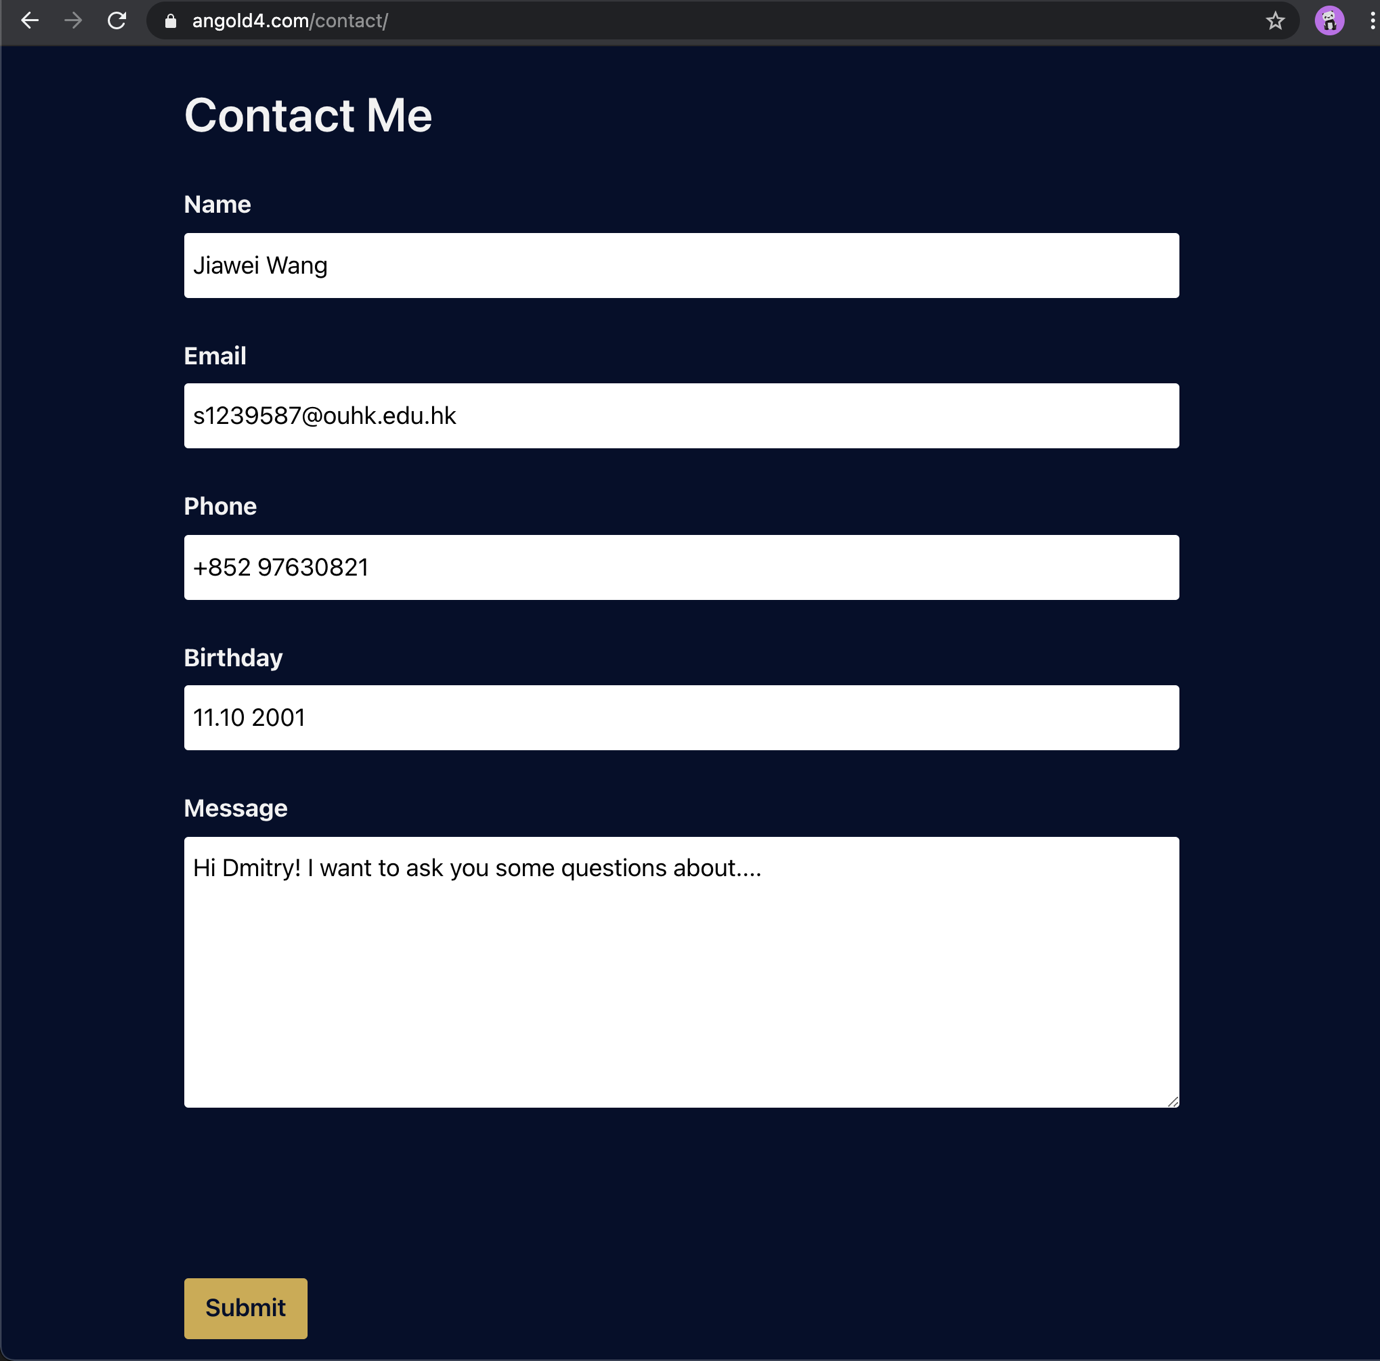 angold4.com/contact/
Contact Me
Name
Jiawei Wang
Email
s1239587@ouhk.edu.hk
Phone
+852 97630821
Birthday
11.10 2001
Message
Hi Dmitry! I want to ask you some questions about....
Submit